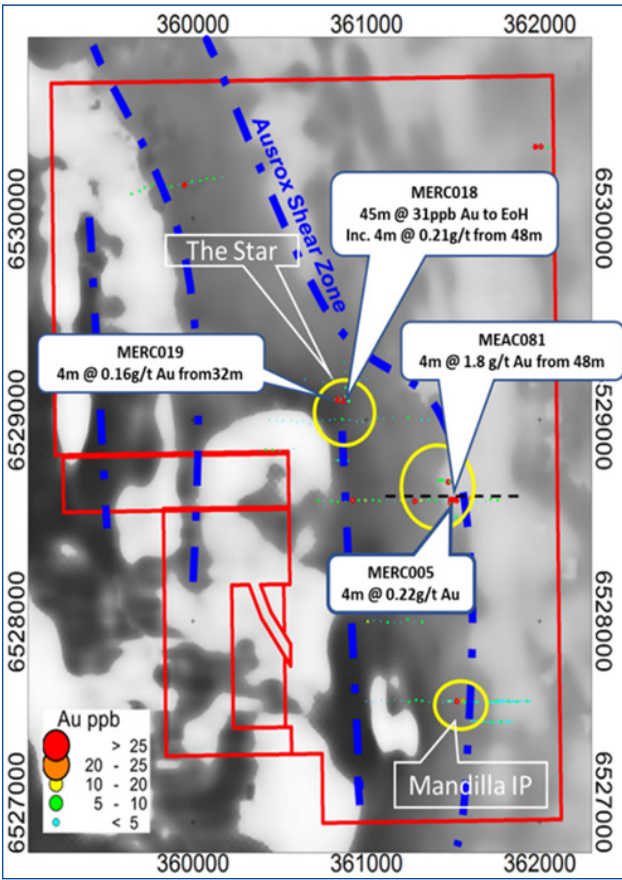 360000 361000 362000
Ausrox Shear Zone
MERC018
45m @ 31ppb Au to EoH
Inc. 4m @ 0.21g/t from 48m
6530000
6530000
The Star
MERC019
4m @ 0.16g/t Au from32m
MEAC081
4m @ 1.8 g/t Au from 48m
6529000
6529000
MERC005
4m @ 0.22g/t Au
6528000
6528000
Au ppb
> 25
20 - 25
10 - 20
5 - 10
< 5
Mandilla IP
6527000
6527000
360000 361000 362000